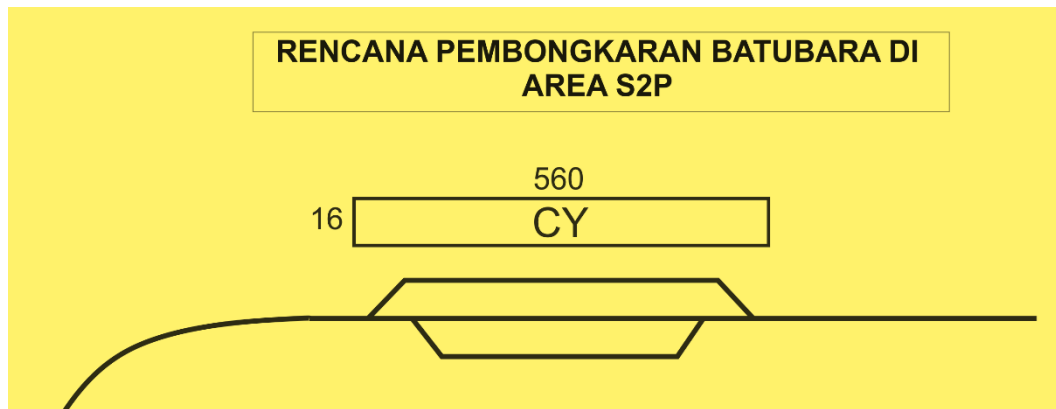 RENCANA PEMBONGKARAN BATUBARA DI
AREA S2P
560
16
CY